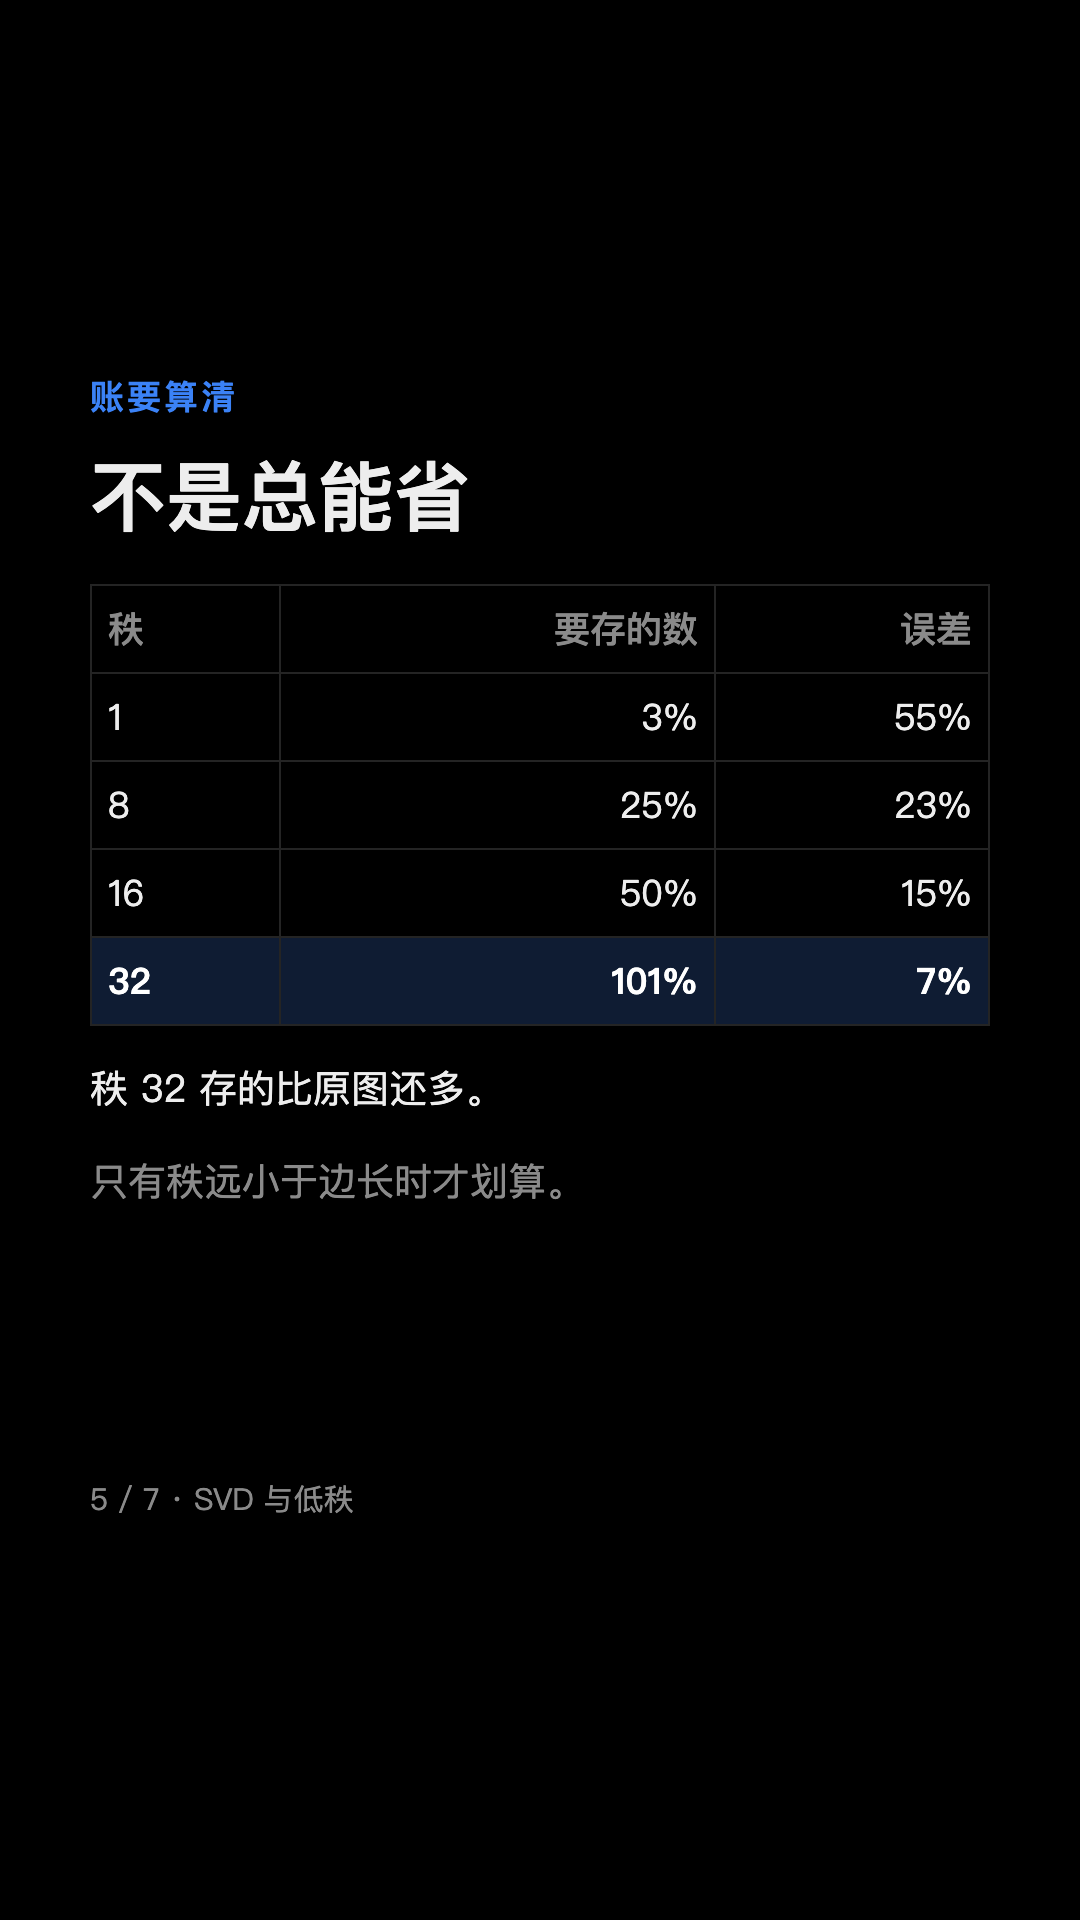 账要算清
不是总能省
秩 要存的数 误差
1 3% 55%
8 25% 23%
16 50% 15%
32 101% 7%
秩 32 存的比原图还多。
只有秩远小于边长时才划算。
5 / 7 · SVD 与低秩